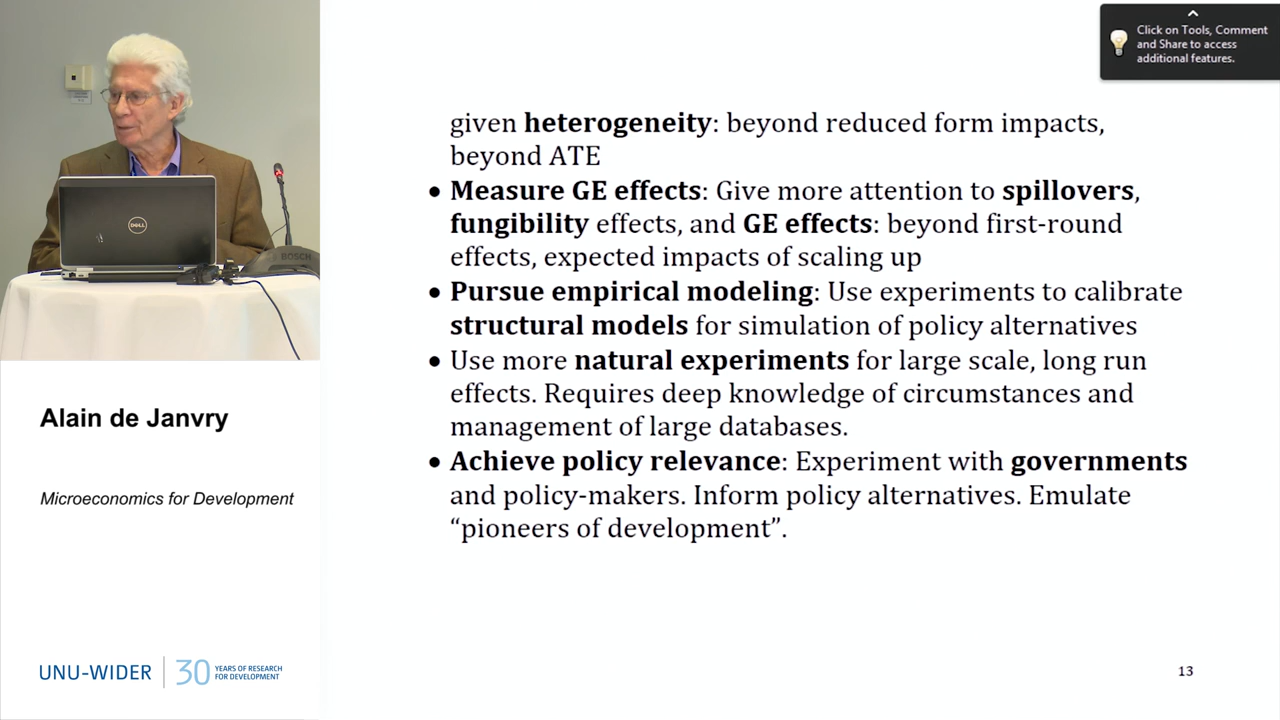 Click on Tools, Comment
and Share to access
additional features.
given heterogeneity: beyond reduced form impacts,
beyond ATE
• Measure GE effects: Give more attention to spillovers,
fungibility effects, and GE effects: beyond first-round
effects, expected impacts of scaling up
• Pursue empirical modeling: Use experiments to calibrate
structural models for simulation of policy alternatives
• Use more natural experiments for large scale, long run
effects. Requires deep knowledge of circumstances and
management of large databases.
• Achieve policy relevance: Experiment with governments
and policy-makers. Inform policy alternatives. Emulate
“pioneers of development”.
13
DELL
BOSCH
Alain de Janvry
Microeconomics for Development
UNU-WIDER
30 YEARS OF RESEARCH
FOR DEVELOPMENT